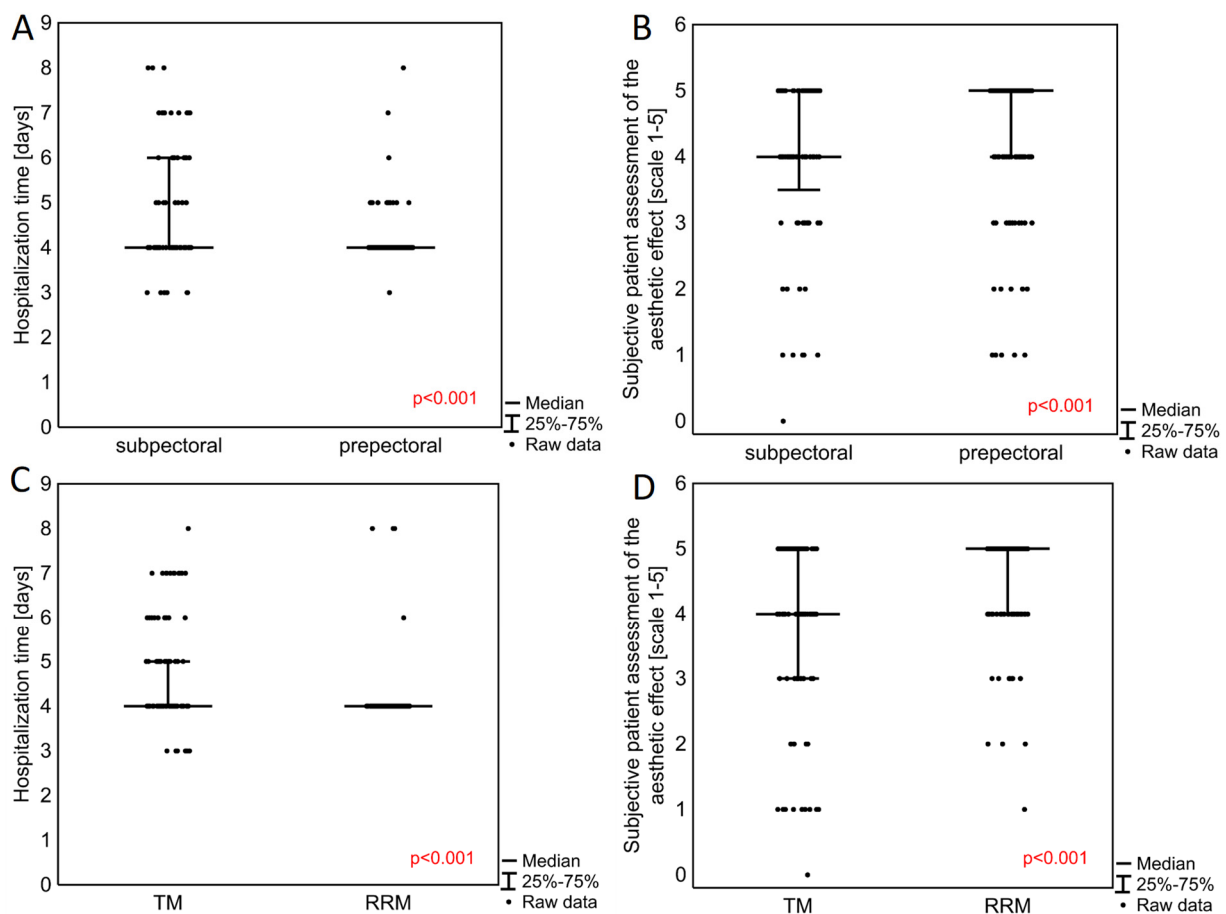 A
Hospitalization time [days]
9
8
7
6
5
4
3
2
1
0
subpectoral
prepectoral
p<0.001
Median
25%-75%
Raw data
B
Subjective patient assessment of the
aesthetic effect [scale 1-5]
6
5
4
3
2
1
0
subpectoral
prepectoral
p<0.001
Median
25%-75%
Raw data
C
Hospitalization time [days]
9
8
7
6
5
4
3
2
1
0
TM
RRM
p<0.001
Median
25%-75%
Raw data
D
Subjective patient assessment of the
aesthetic effect [scale 1-5]
6
5
4
3
2
1
0
TM
RRM
p<0.001
Median
25%-75%
Raw data